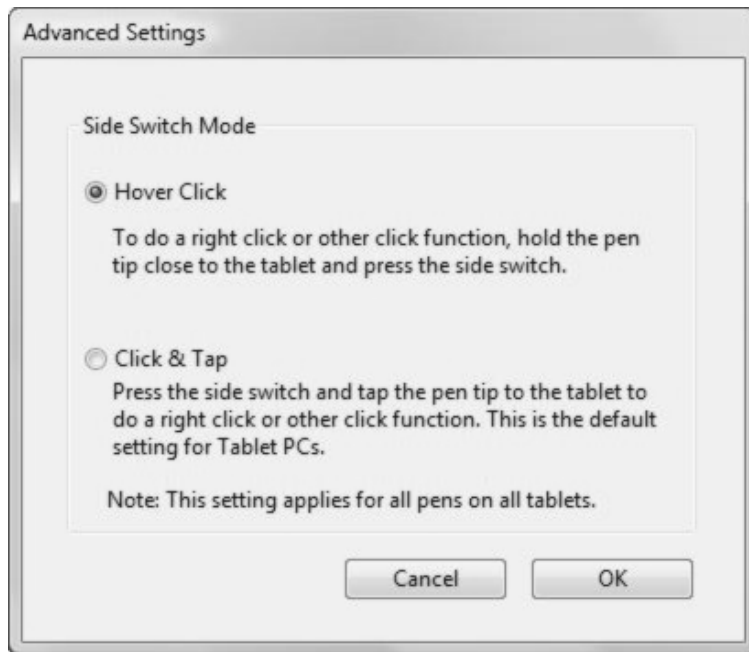 Advanced Settings
Side Switch Mode
Hover Click
To do a right click or other click function, hold the pen
tip close to the tablet and press the side switch.
Click & Tap
Press the side switch and tap the pen tip to the tablet to
do a right click or other click function. This is the default
setting for Tablet PCs.
Note: This setting applies for all pens on all tablets.
Cancel
OK